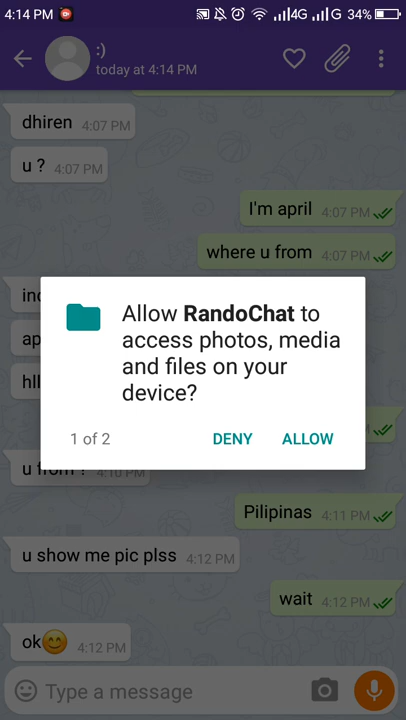 4:14 PM 4G G 34%
:)
today at 4:14 PM
dhiren 4:07 PM
u ? 4:07 PM
I'm april 4:07 PM
where u from 4:07 PM
Allow RandoChat to
access photos, media
and files on your
device?
1 of 2 DENY ALLOW
u from ? 4:10 PM
Pilipinas 4:11 PM
u show me pic plss 4:12 PM
wait 4:12 PM
ok😊 4:12 PM
Type a message